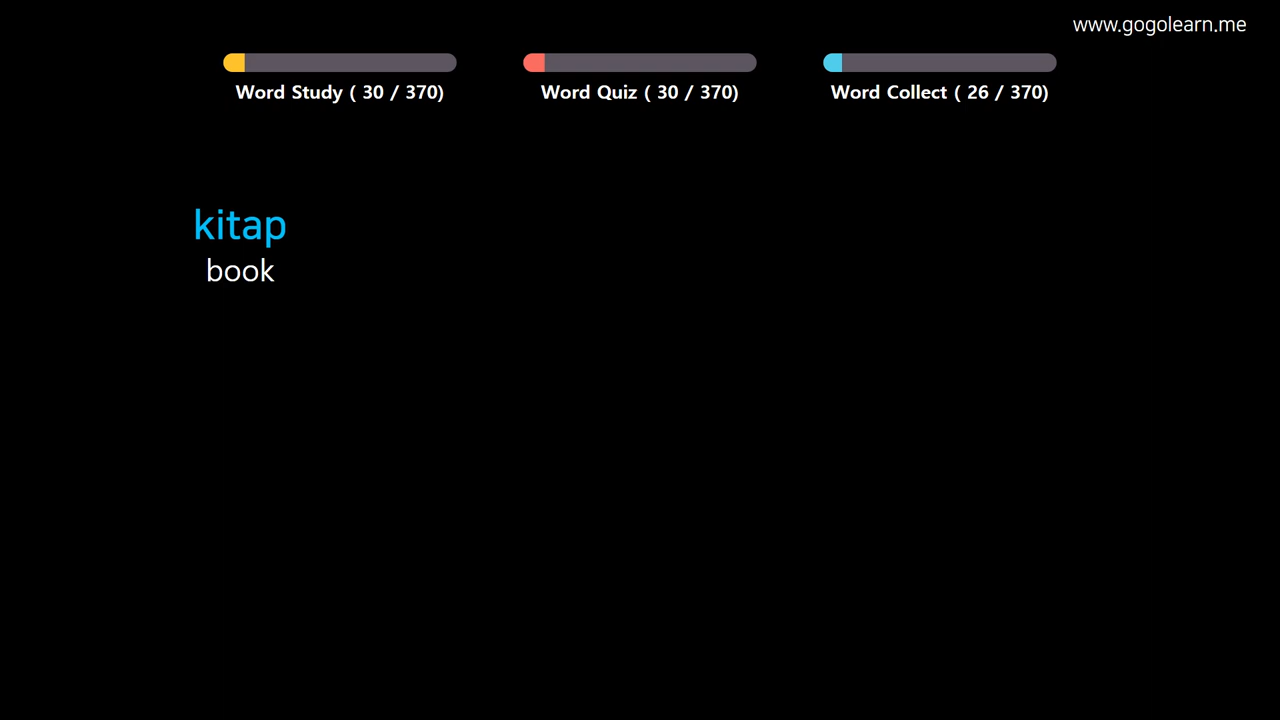 www.gogolearn.me
Word Study ( 30 / 370)
Word Quiz ( 30 / 370)
Word Collect ( 26 / 370)
kitap
book